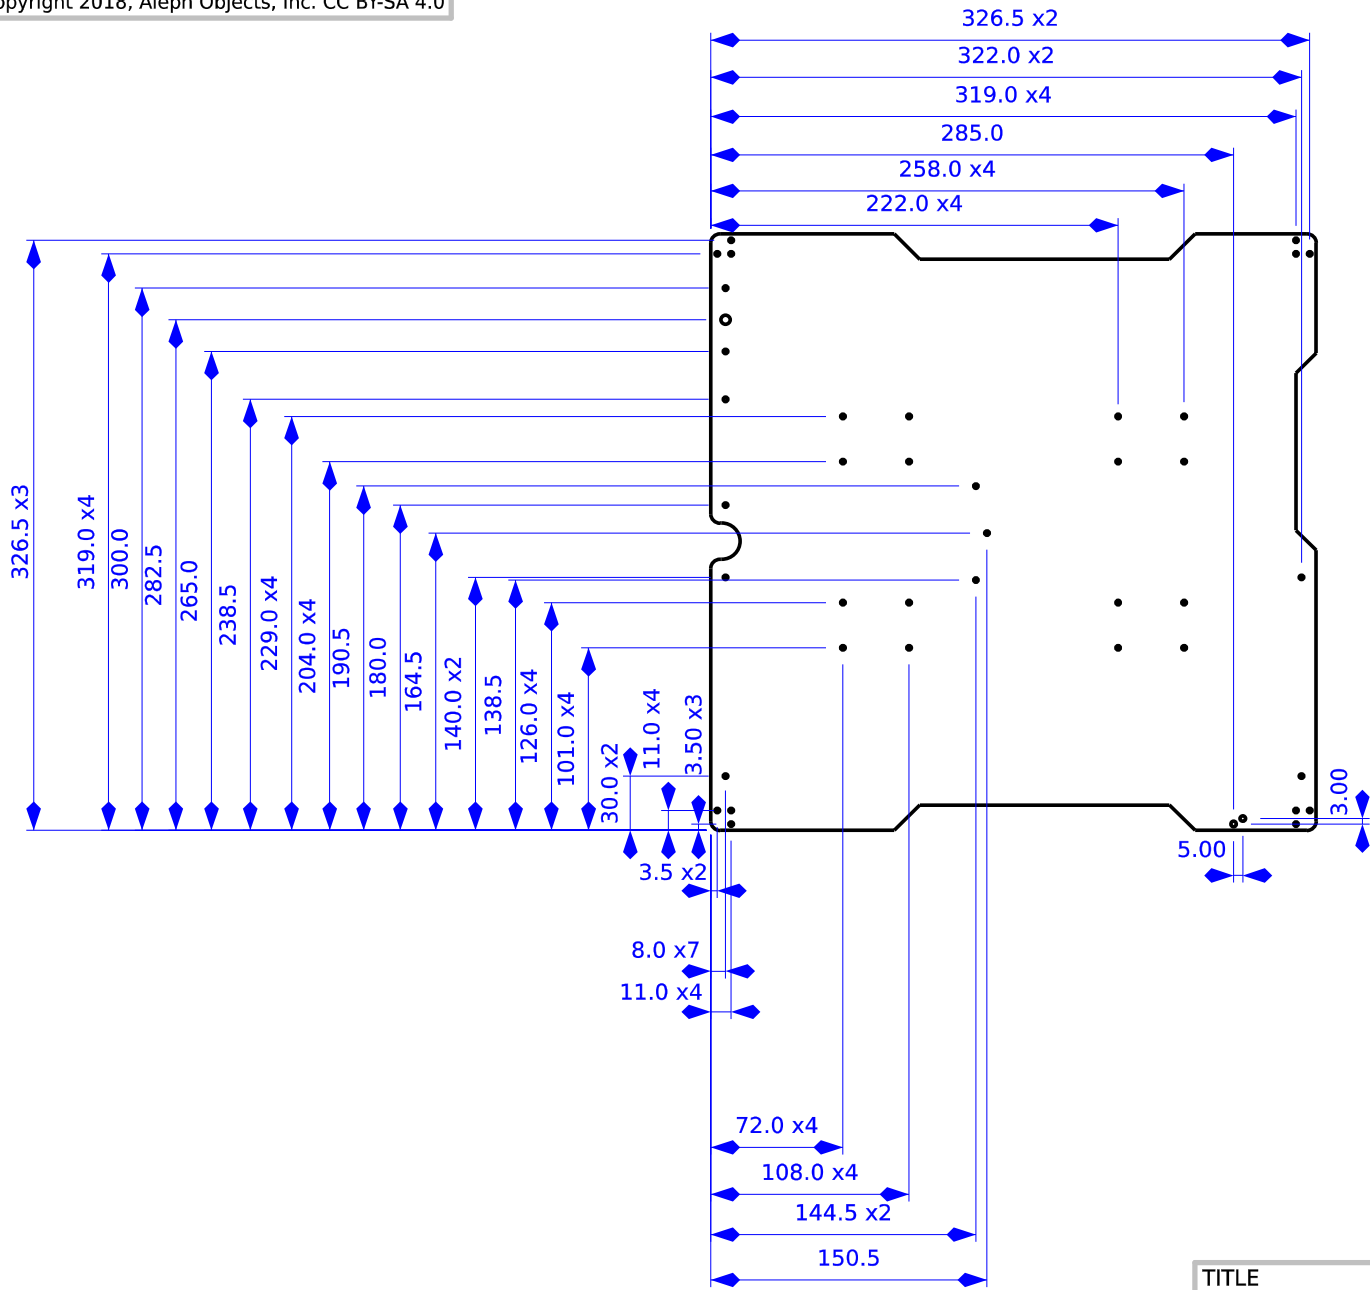 Copyright 2018, Aleph Objects, Inc. CC BY-SA 4.0
326.5 x2
322.0 x2
319.0 x4
285.0
258.0 x4
222.0 x4
326.5 x3
319.0 x4
300.0
282.5
265.0
238.5
229.0 x4
204.0 x4
190.5
180.0
164.5
140.0 x2
138.5
126.0 x4
101.0 x4
30.0 x2
11.0 x4
3.50 x3
3.00
5.00
3.5 x2
8.0 x7
11.0 x4
72.0 x4
108.0 x4
144.5 x2
150.5
TITLE